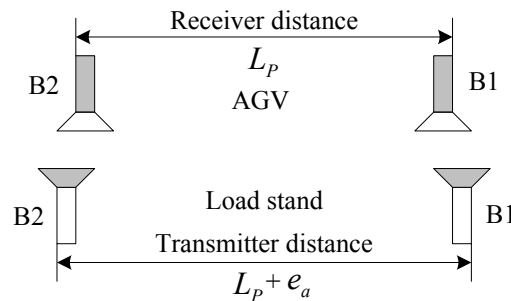 Receiver distance
L_P
B2
B1
AGV
B2
Load stand
B1
Transmitter distance
L_P + e_a